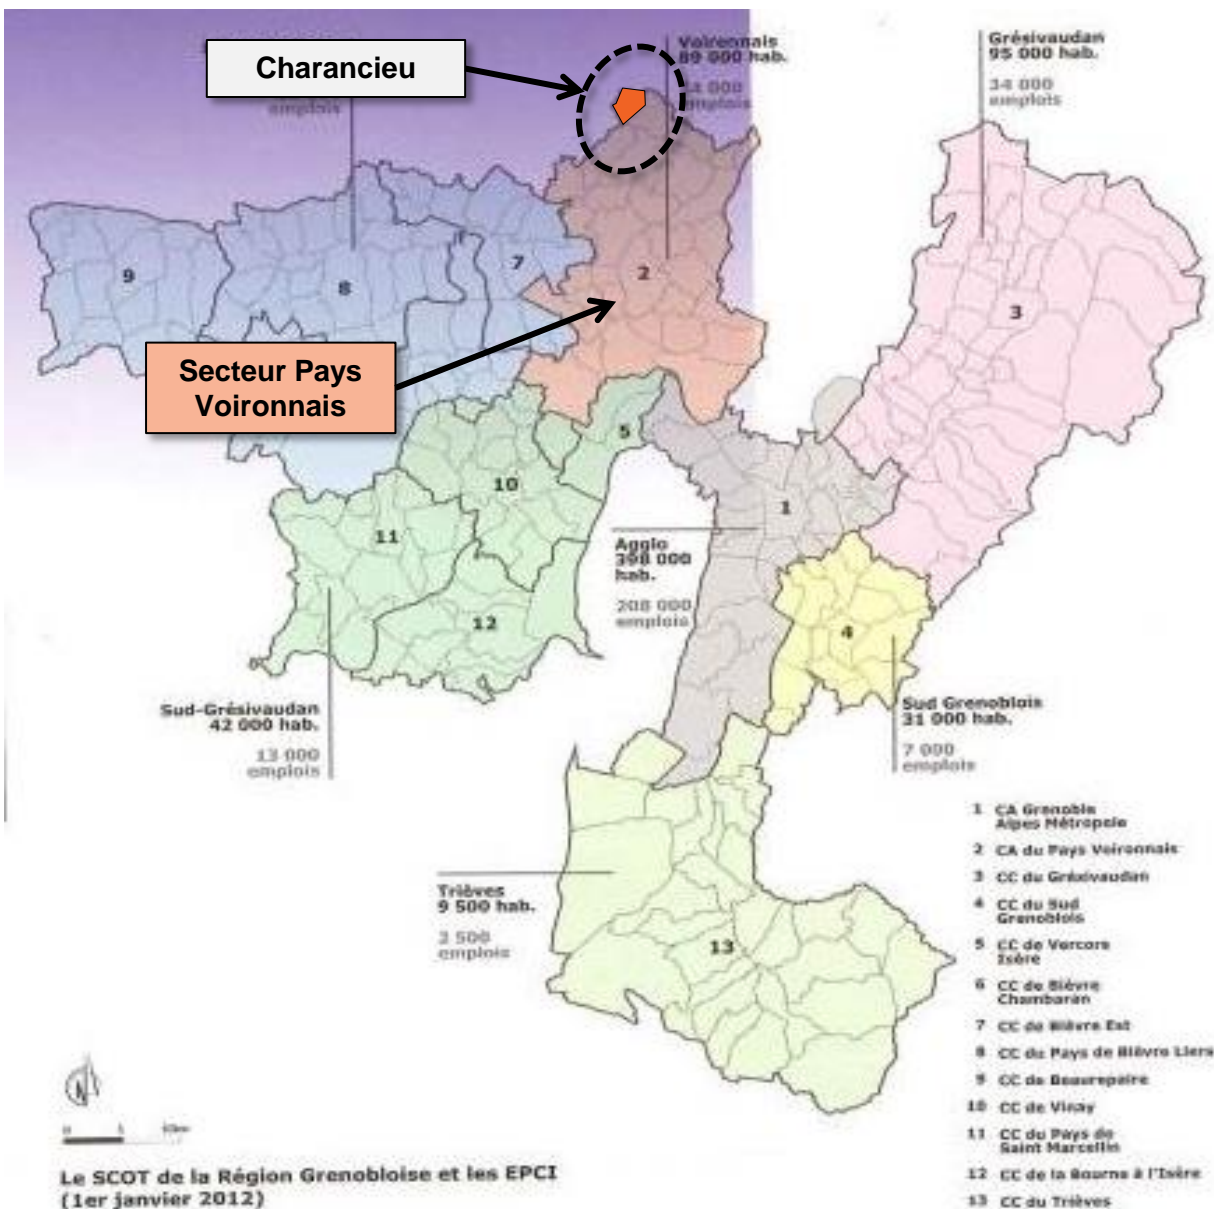 Charancieu
emplois
Voironnais
89 000 hab.
emplois
Grésivaudan
95 000 hab.
34 000
emplois
9
8
7
2
3
Secteur Pays
Voironnais
5
10
11
1
12
4
Agglo
398 000
hab.
208 000
emplois
Sud-Grésivaudan
42 000 hab.
13 000
emplois
Sud Grenoblois
31 000 hab.
7 000
emplois
Trièves
9 500 hab.
emplois
13
1 CA Grenoble
Alpes Métropole
2 CA du Pays Voironnais
3 CC du Grésivaudan
4 CC du Sud
Grenoblois
5 CC de Vercors
Isère
6 CC de Bièvre
Chambaran
7 CC de Bièvre Est
8 CC du Pays de Bièvre Liers
9 CC de Beaurepaire
10 CC de Vinay
11 CC du Pays de
Saint Marcellin
12 CC de la Bourne à l'Isère
13 CC du Trièves
N
Le SCOT de la Région Grenobloise et les EPCI
(1er janvier 2012)